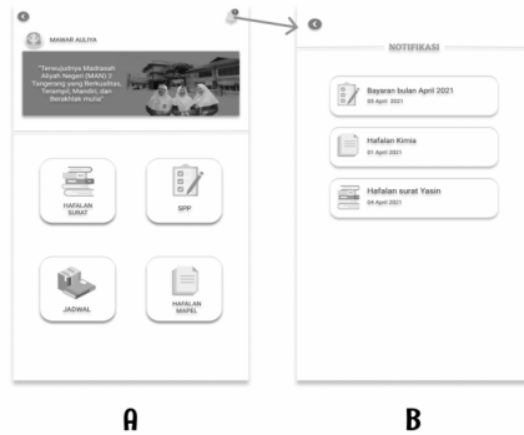 MAWAR AULIYA
"Terwujudnya Madrasah
Aliyah Negeri (MAN) 2
Tangerang yang Berkualitas,
Terampil, Mandiri, dan
Berakhlak mulia"
HAFALAN
SURAT
SPP
JADWAL
HAFALAN
MAPEL
A
NOTIFIKASI
Bayaran bulan April 2021
05 April 2021
Hafalan Kimia
01 April 2021
Hafalan surat Yasin
04 April 2021
B